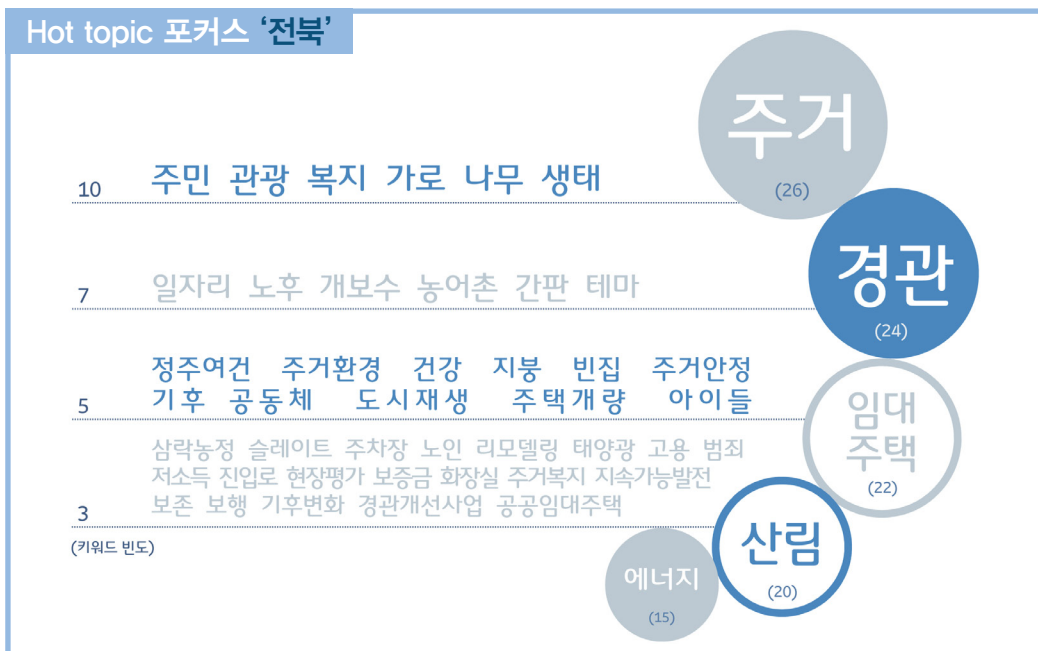 Hot topic 포커스 ‘전북’
주거
(26)
10 주민 관광 복지 가로 나무 생태
경관
(24)
7 일자리 노후 개보수 농어촌 간판 테마
정주여건 주거환경 건강 지붕 빈집 주거안정
5 기후 공동체 도시재생 주택개량 아이들
임대
주택
(22)
삼락농정 슬레이트 주차장 노인 리모델링 태양광 고용 범죄
저소득 진입로 현장평가 보증금 화장실 주거복지 지속가능발전
3 보존 보행 기후변화 경관개선사업 공공임대주택
(키워드 빈도)
산림
(20)
에너지
(15)